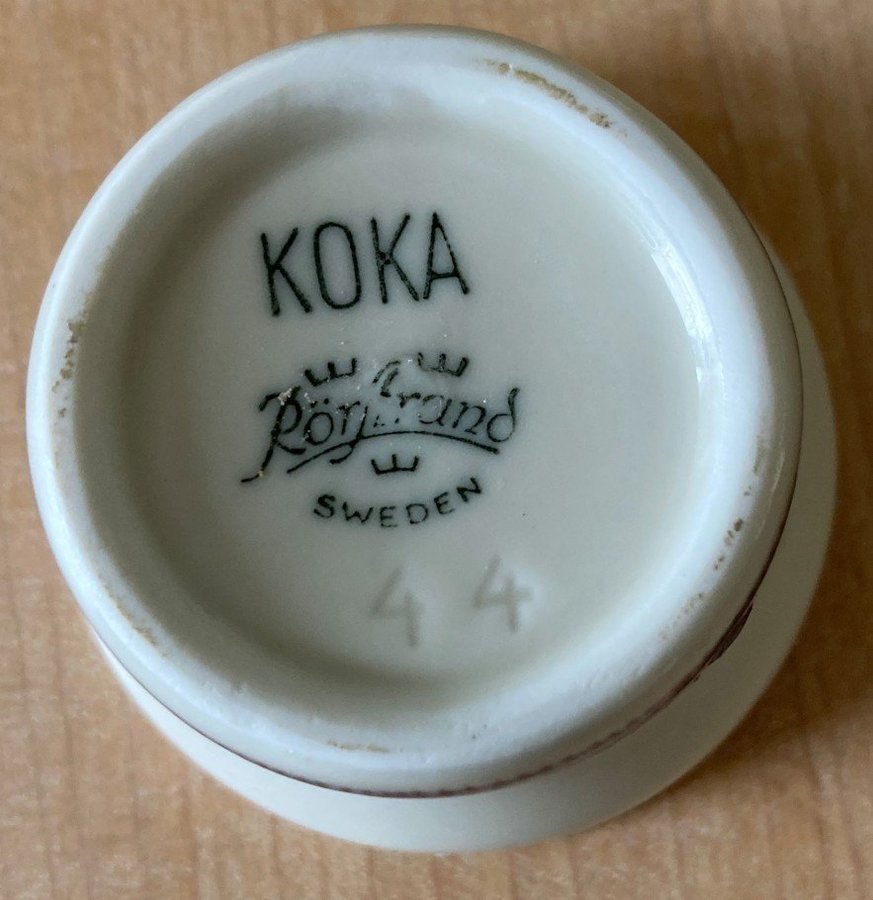 KOKA
Rörstrand
SWEDEN
44